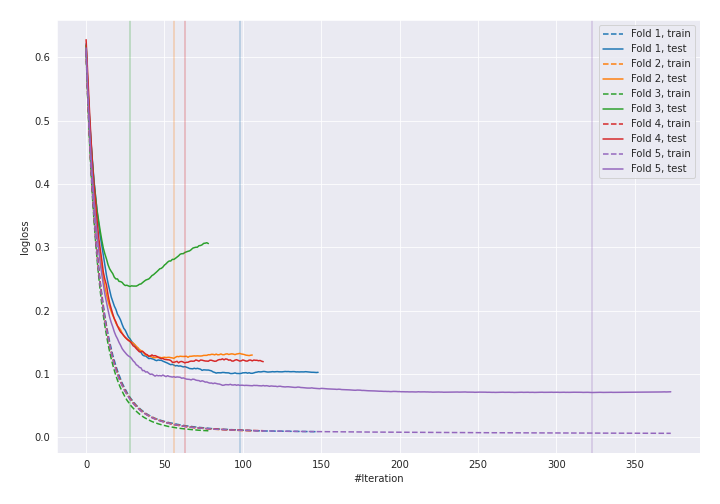 0.6
0.5
0.4
0.3
0.2
0.1
0.0
logloss
0
50
100
150
200
250
300
350
#Iteration
Fold 1, train
Fold 1, test
Fold 2, train
Fold 2, test
Fold 3, train
Fold 3, test
Fold 4, train
Fold 4, test
Fold 5, train
Fold 5, test